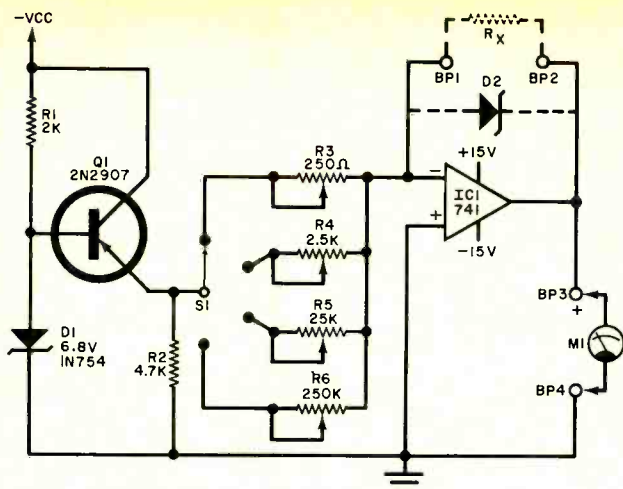 -VCC
R1
2K
Q1
2N2907
D1
6.8V
IN754
R2
4.7K
S1
R3
250Ω
R4
2.5K
R5
25K
R6
250K
RX
BP1
BP2
D2
+15V
-
IC1
741
+
-15V
BP3
+
M1
BP4